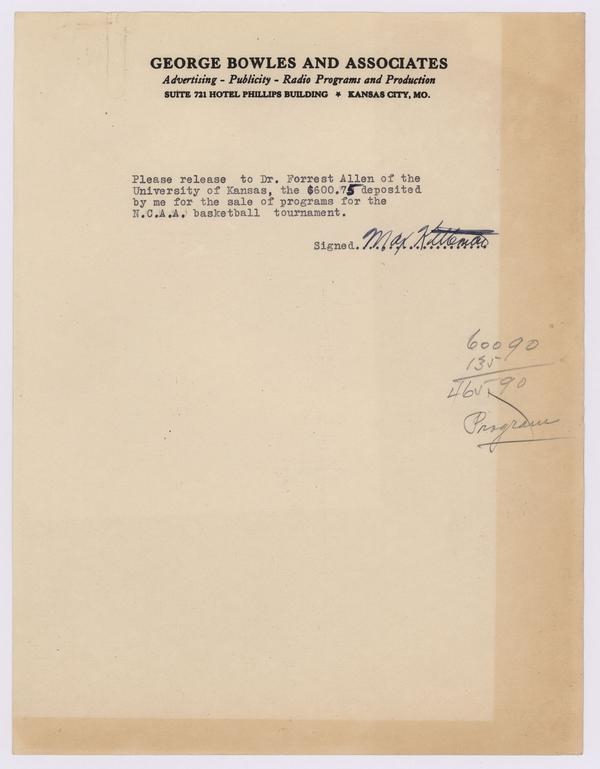 GEORGE BOWLES AND ASSOCIATES
Advertising - Publicity - Radio Programs and Production
SUITE 721 HOTEL PHILLIPS BUILDING ★ KANSAS CITY, MO.
Please release to Dr. Forrest Allen of the
University of Kansas, the $600.75 deposited
by me for the sale of programs for the
N.C.A.A. basketball tournament.
Signed. Max
600 90
135
465.90
Program